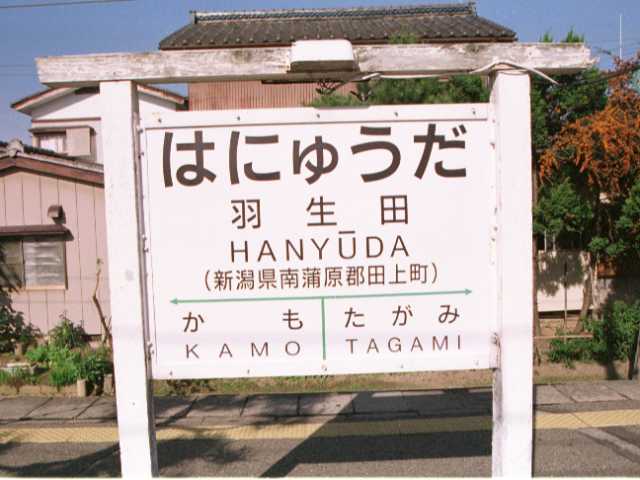 はにゅうだ
羽生田
HANYŪDA
(新潟県南蒲原郡田上町)
かも たがみ
KAMO TAGAMI